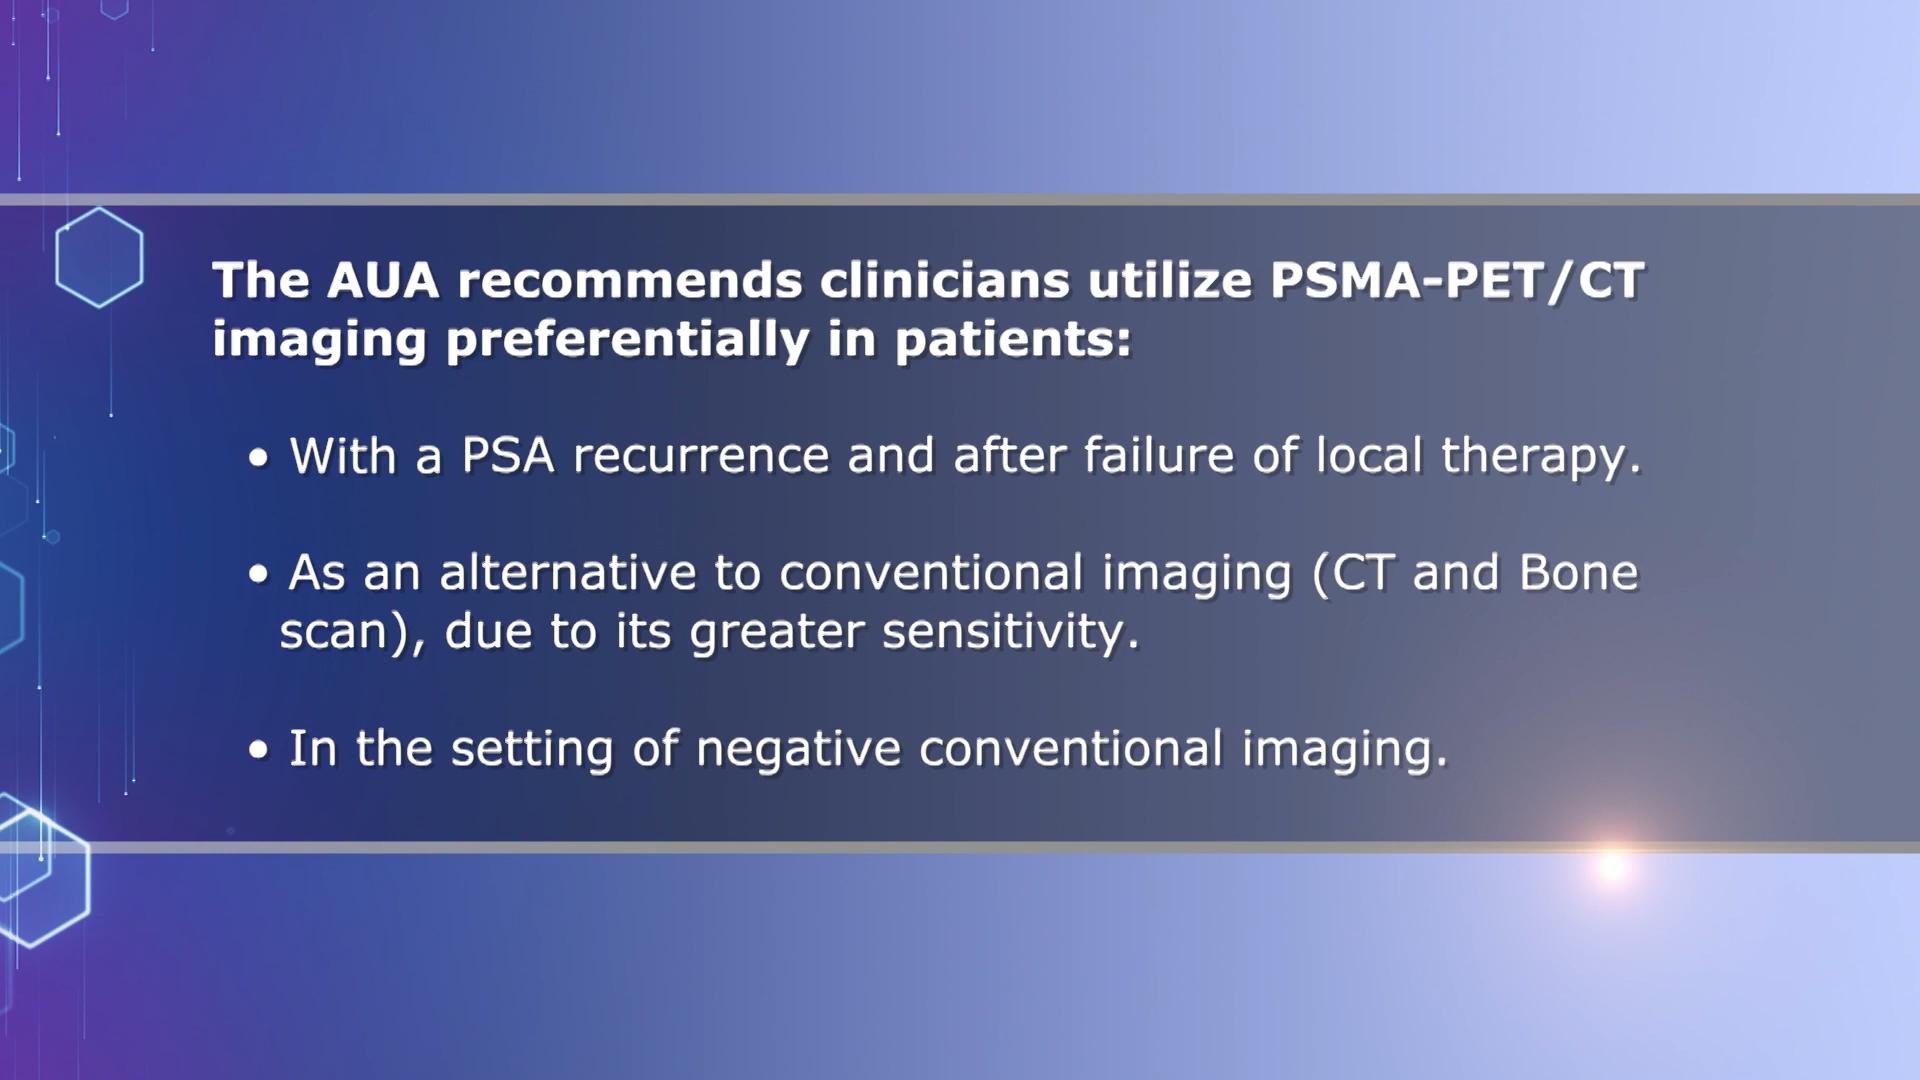 The AUA recommends clinicians utilize PSMA-PET/CT
imaging preferentially in patients:
• With a PSA recurrence and after failure of local therapy.
• As an alternative to conventional imaging (CT and Bone
scan), due to its greater sensitivity.
• In the setting of negative conventional imaging.